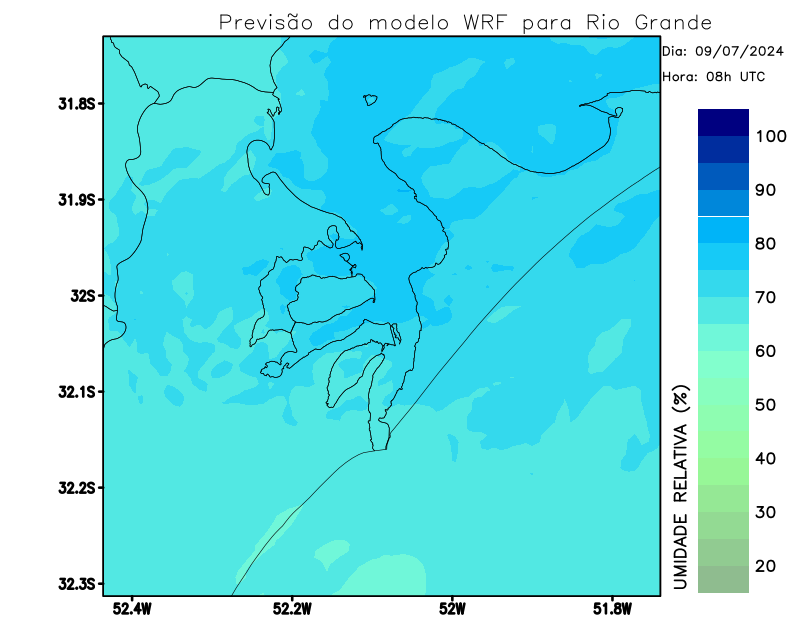 Previsão do modelo WRF para Rio Grande
Dia: 09/07/2024
Hora: 08h UTC
31.8S
31.9S
32S
32.1S
32.2S
32.3S
52.4W
52.2W
52W
51.8W
100
90
80
70
60
50
40
30
20
UMIDADE RELATIVA (%)